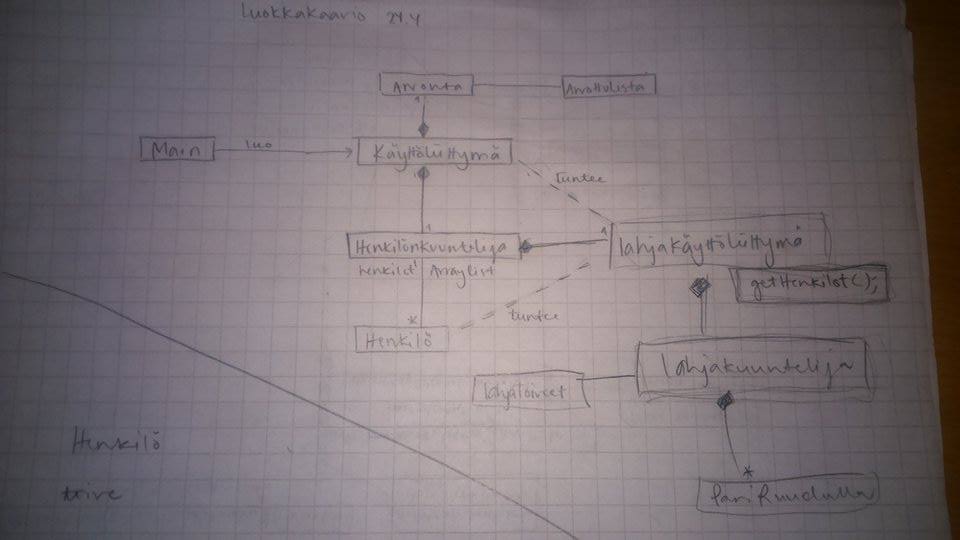 Luokkakaavio 24.4
Arvonta
Arvottulista
1
Main
luo
Käyttöliittymä
tuntee
1
1
Henkilönkuuntelija
lahjakäyttöliittymä
henkilöt Arraylist
getHenkilot();
tuntee
*
Henkilö
lahjakuuntelija
lahjatoiveet
Henkilö
*
Pari Ruudulla